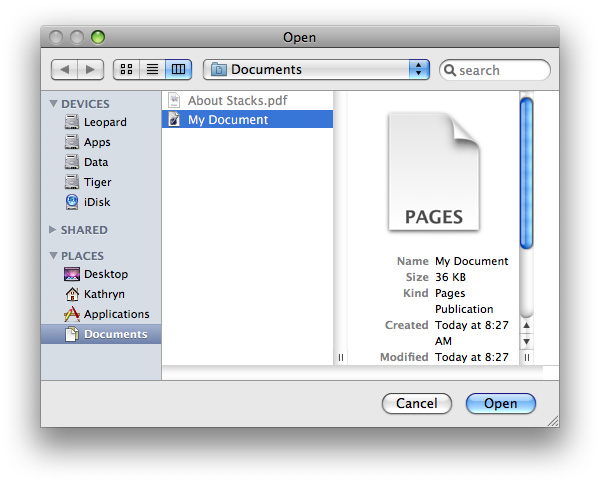 Open
Documents
search
DEVICES
Leopard
Apps
Data
Tiger
iDisk
SHARED
PLACES
Desktop
Kathryn
Applications
Documents
About Stacks.pdf
My Document
PAGES
Name My Document
Size 36 KB
Kind Pages
Publication
Created Today at 8:27
AM
Modified Today at 8:27
Cancel
Open